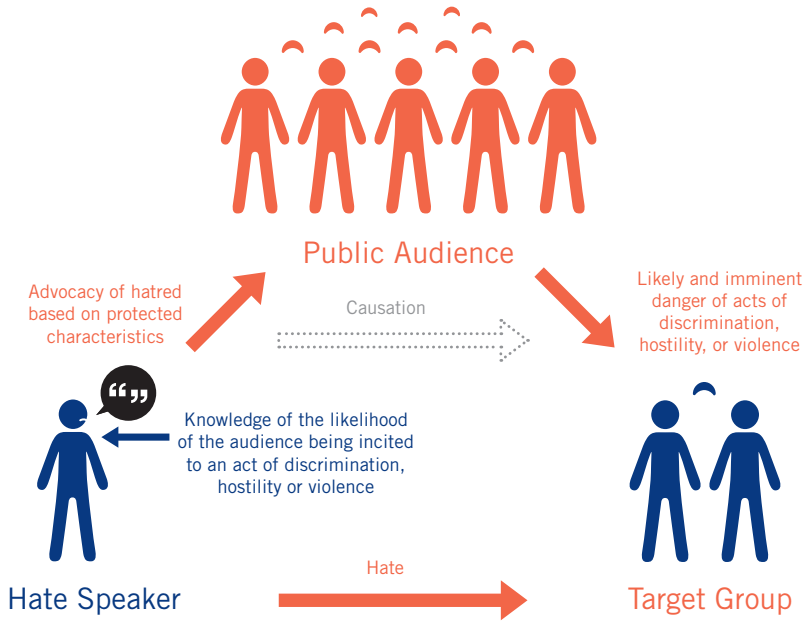 Public Audience
Advocacy of hatred
based on protected
characteristics
Causation
Likely and imminent
danger of acts of
discrimination,
hostility, or violence
“ ”
Knowledge of the likelihood
of the audience being incited
to an act of discrimination,
hostility or violence
Hate
Hate Speaker
Target Group